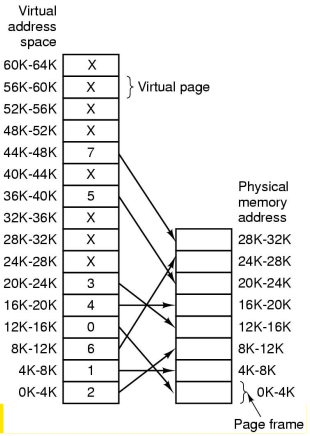 Virtual
address
space
60K-64K X
56K-60K X Virtual page
52K-56K X
48K-52K X
44K-48K 7
40K-44K X
36K-40K 5
32K-36K X
28K-32K X
24K-28K X
20K-24K 3
16K-20K 4
12K-16K 0
8K-12K 6
4K-8K 1
0K-4K 2
Physical
memory
address
28K-32K
24K-28K
20K-24K
16K-20K
12K-16K
8K-12K
4K-8K
0K-4K
Page frame